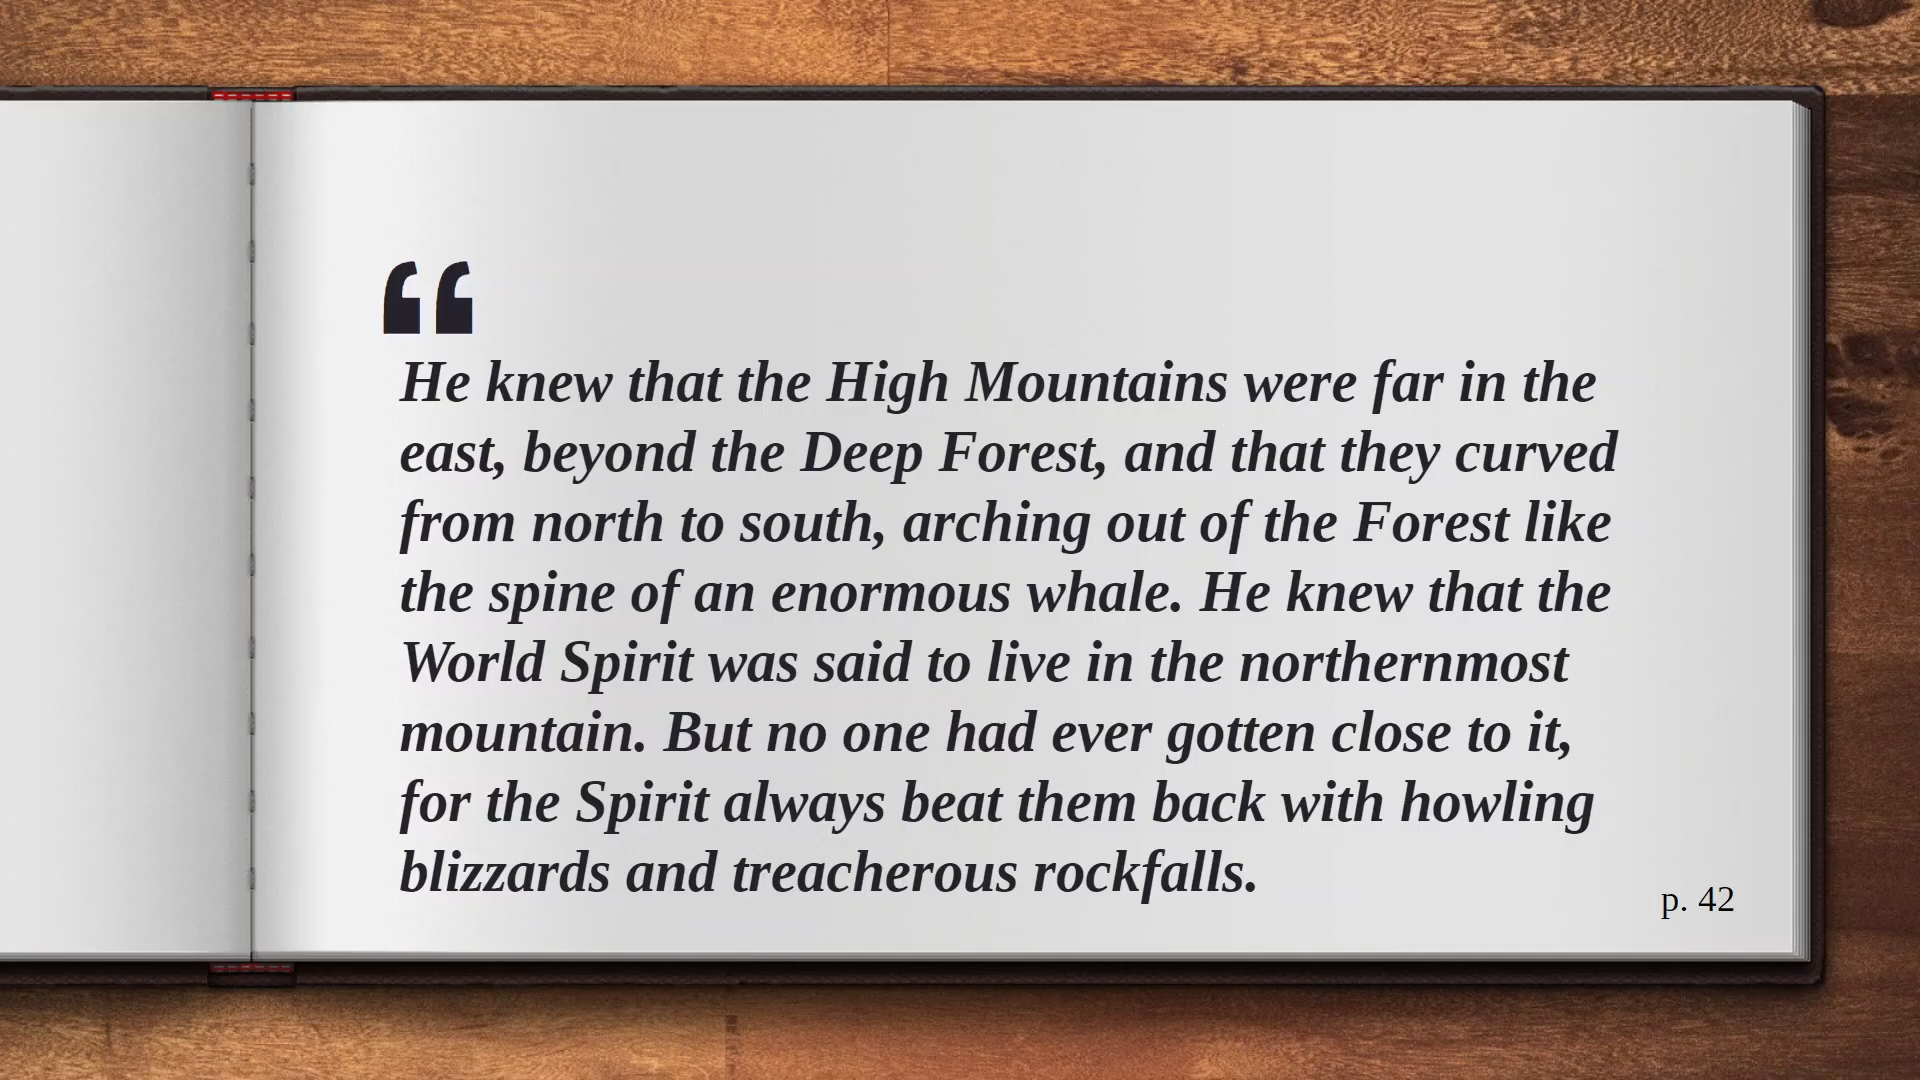 “
He knew that the High Mountains were far in the
east, beyond the Deep Forest, and that they curved
from north to south, arching out of the Forest like
the spine of an enormous whale. He knew that the
World Spirit was said to live in the northernmost
mountain. But no one had ever gotten close to it,
for the Spirit always beat them back with howling
blizzards and treacherous rockfalls.
p. 42